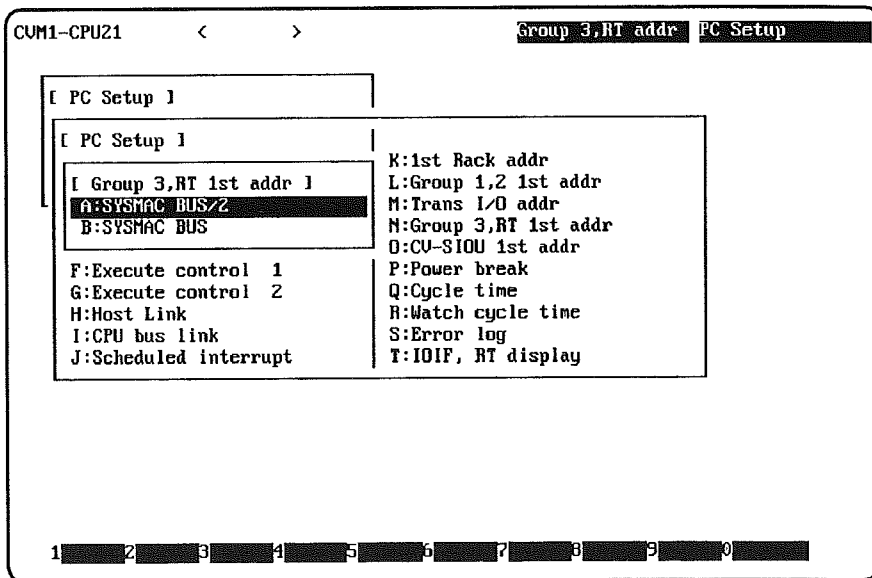 CVM1-CPU21 < > Group 3,RT addr PC Setup
[ PC Setup ]
[ PC Setup ]
[ Group 3,RT 1st addr ]
A:SYSMAC BUS/2
B:SYSMAC BUS
F:Execute control 1
G:Execute control 2
H:Host Link
I:CPU bus link
J:Scheduled interrupt
K:1st Rack addr
L:Group 1,2 1st addr
M:Trans I/O addr
N:Group 3,RT 1st addr
O:CV-SIOU 1st addr
P:Power break
Q:Cycle time
R:Watch cycle time
S:Error log
T:IOIF, RT display
1 2 3 4 5 6 7 8 9 0